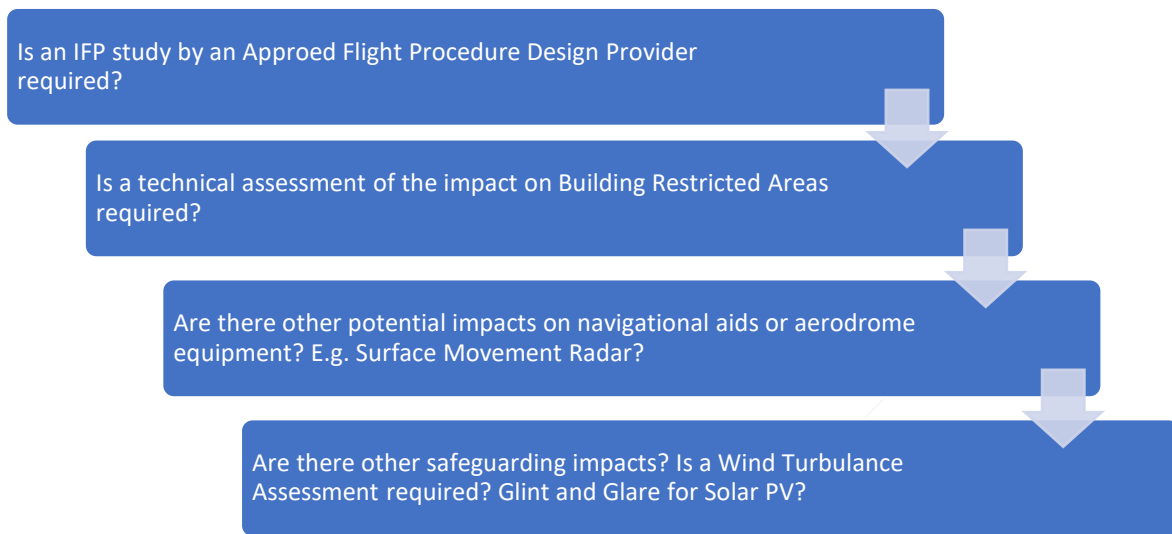 Is an IFP study by an Approed Flight Procedure Design Provider
required?
Is a technical assessment of the impact on Building Restricted Areas
required?
Are there other potential impacts on navigational aids or aerodrome
equipment? E.g. Surface Movement Radar?
Are there other safeguarding impacts? Is a Wind Turbulance
Assessment required? Glint and Glare for Solar PV?